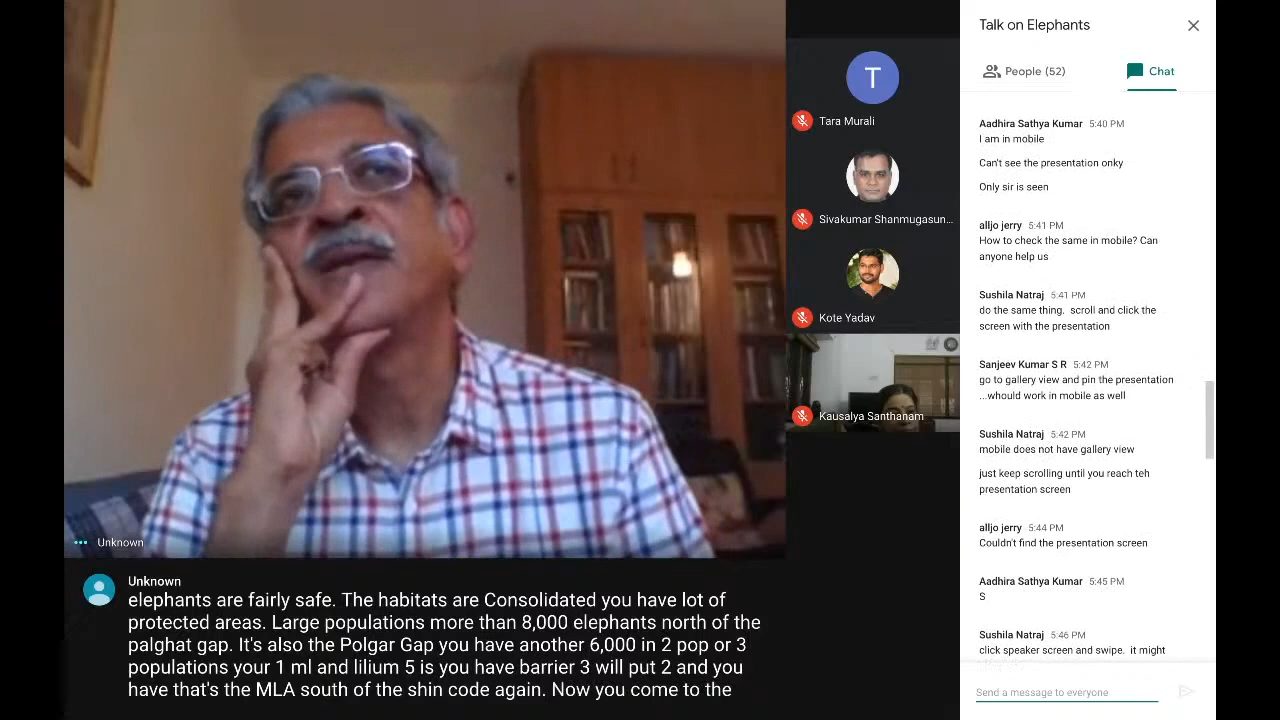 Talk on Elephants
People (52)
Chat
T
Tara Murali
Sivakumar Shanmugasun...
Kote Yadav
Kausalya Santhanam
Unknown
Unknown
elephants are fairly safe. The habitats are Consolidated you have lot of
protected areas. Large populations more than 8,000 elephants north of the
palghat gap. It's also the Polgar Gap you have another 6,000 in 2 pop or 3
populations your 1 ml and lilium 5 is you have barrier 3 will put 2 and you
have that's the MLA south of the shin code again. Now you come to the
Aadhira Sathya Kumar 5:40 PM
I am in mobile
Can't see the presentation onky
Only sir is seen
alljo jerry 5:41 PM
How to check the same in mobile? Can
anyone help us
Sushila Natraj 5:41 PM
do the same thing. scroll and click the
screen with the presentation
Sanjeev Kumar S R 5:42 PM
go to gallery view and pin the presentation
...whould work in mobile as well
Sushila Natraj 5:42 PM
mobile does not have gallery view
just keep scrolling until you reach teh
presentation screen
alljo jerry 5:44 PM
Couldn't find the presentation screen
Aadhira Sathya Kumar 5:45 PM
S
Sushila Natraj 5:46 PM
click speaker screen and swipe. it might
Send a message to everyone